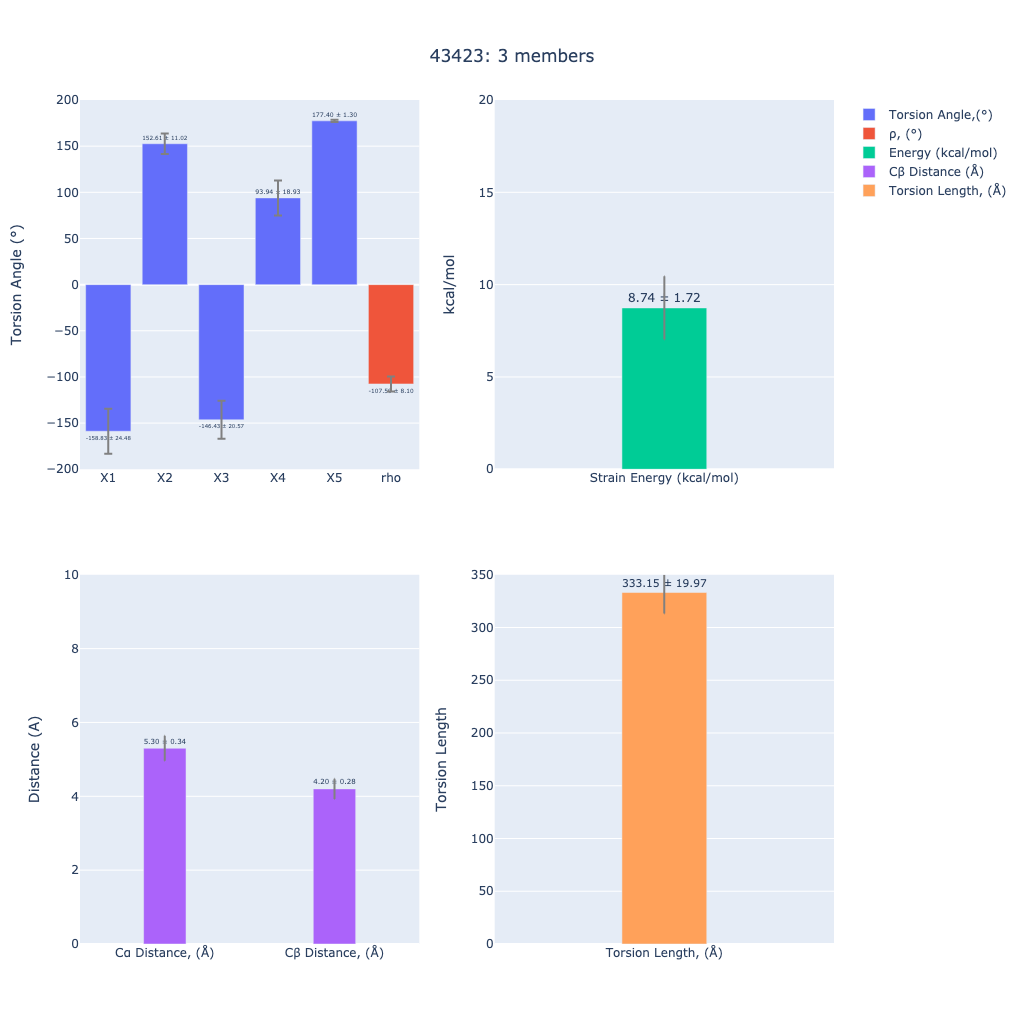 43423: 3 members
Torsion Angle (°)
200
150
100
50
0
−50
−100
−150
−200
-158.83 ± 24.48
152.61 ± 11.02
-146.43 ± 20.57
93.94 ± 18.93
177.40 ± 1.30
± 8.10
X1 X2 X3 X4 X5 rho
kcal/mol
20
15
10
5
0
8.74 ± 1.72
Strain Energy (kcal/mol)
Torsion Angle,(°)
ρ, (°)
Energy (kcal/mol)
Cβ Distance (Å)
Torsion Length, (Å)
Distance (A)
10
8
6
4
2
0
5.30 ± 0.34
4.20 ± 0.28
Cα Distance, (Å) Cβ Distance, (Å)
Torsion Length
350
300
250
200
150
100
50
0
333.15 ± 19.97
Torsion Length, (Å)